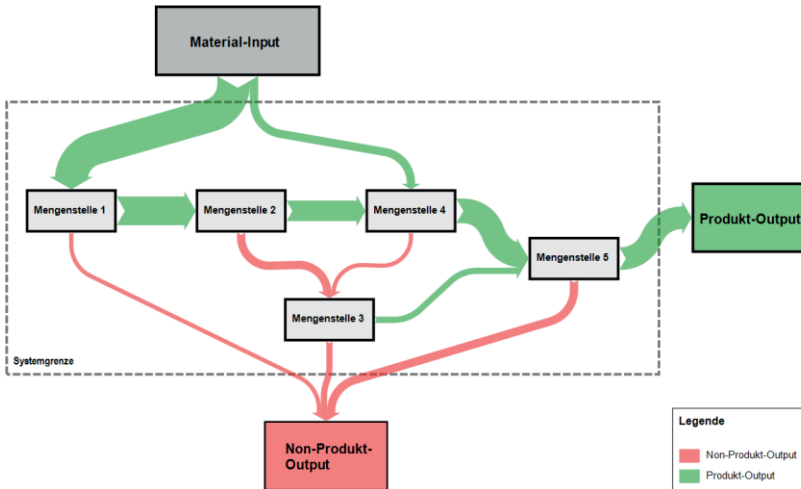 Material-Input
Mengenstelle 1
Mengenstelle 2
Mengenstelle 4
Produkt-Output
Mengenstelle 5
Mengenstelle 3
Systemgrenze
Non-Produkt-
Output
Legende
Non-Produkt-Output
Produkt-Output